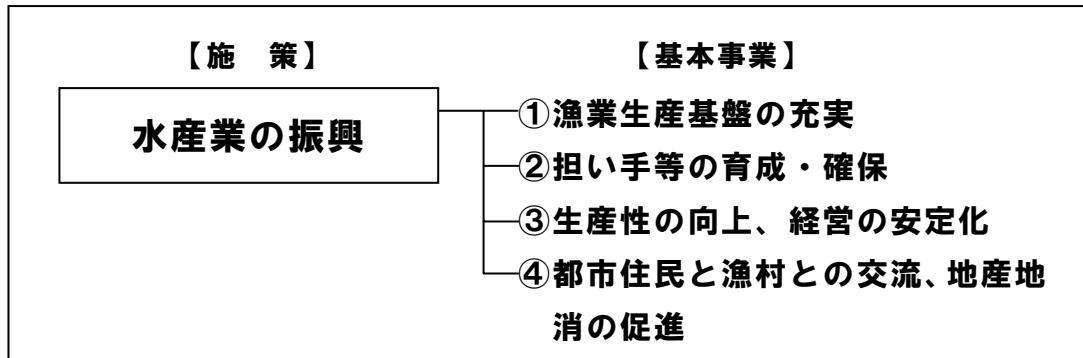 【施　策】
【基本事業】
水産業の振興
①漁業生産基盤の充実
②担い手等の育成・確保
③生産性の向上、経営の安定化
④都市住民と漁村との交流、地産地
消の促進